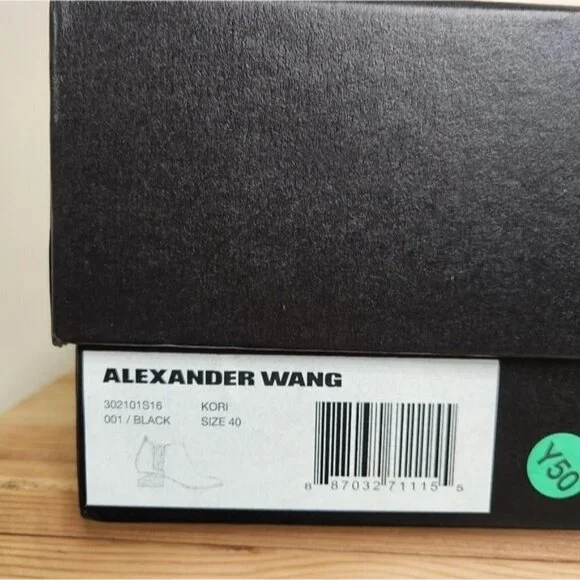 ALEXANDER WANG
302101S16 KORI
001 / BLACK SIZE 40
8 87032 71115 5
Y50